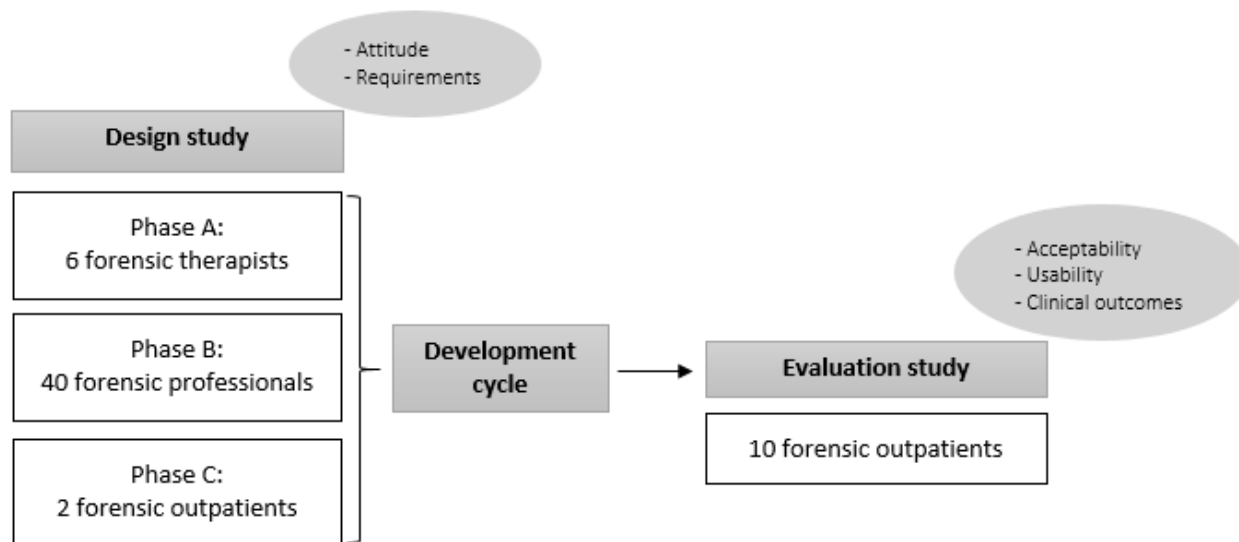 - Attitude
- Requirements
Design study
Phase A:
6 forensic therapists
Phase B:
40 forensic professionals
Phase C:
2 forensic outpatients
Development
cycle
- Acceptability
- Usability
- Clinical outcomes
Evaluation study
10 forensic outpatients